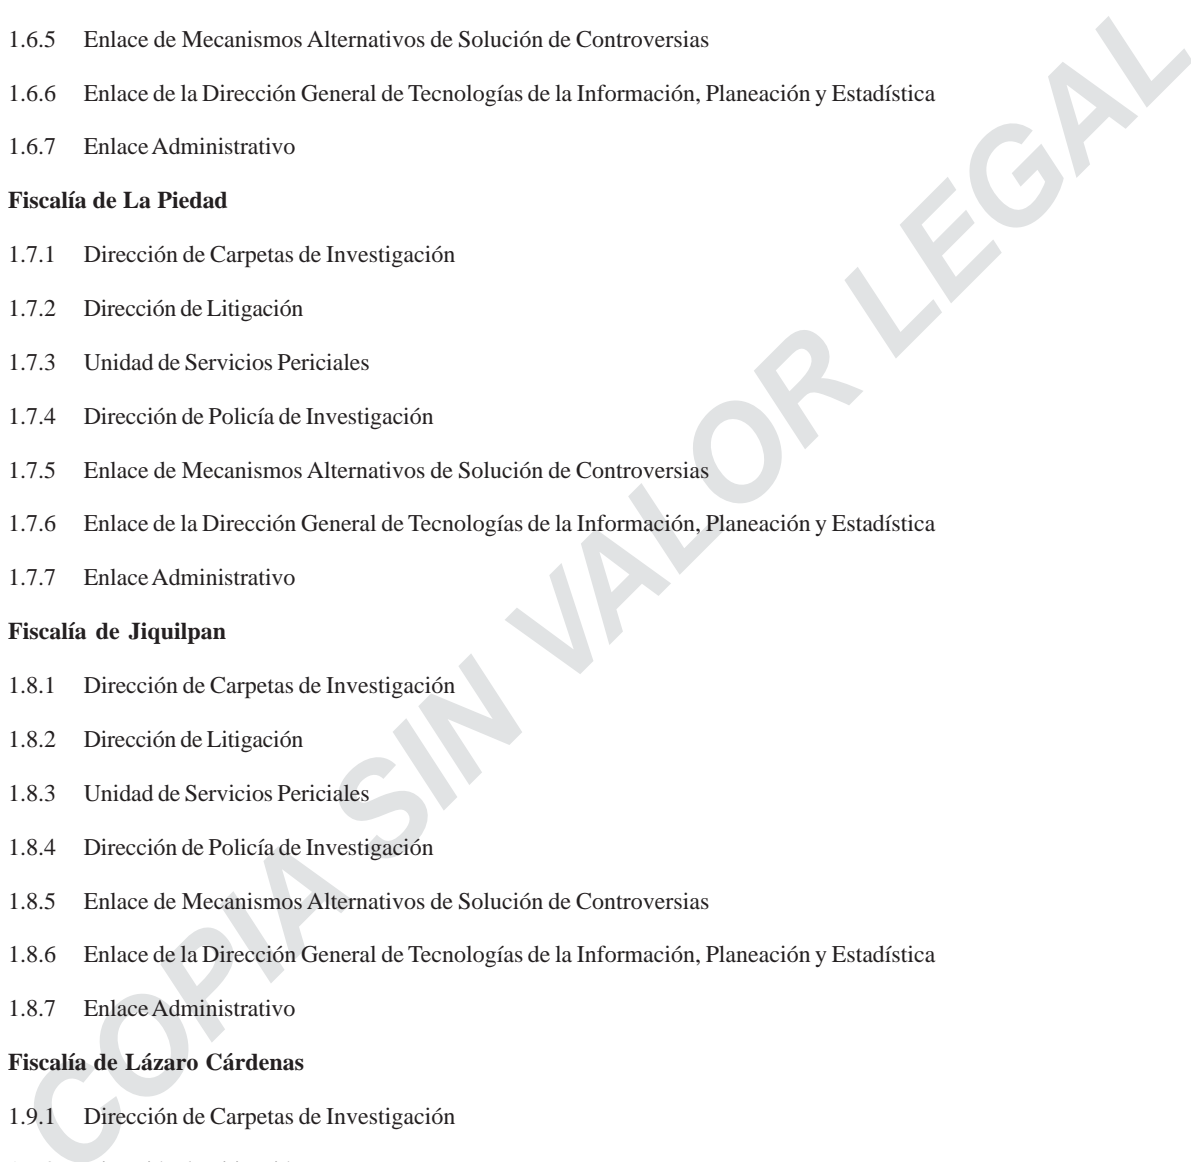 1.6.5 Enlace de Mecanismos Alternativos de Solución de Controversias
1.6.6 Enlace de la Dirección General de Tecnologías de la Información, Planeación y Estadística
1.6.7 Enlace Administrativo
Fiscalía de La Piedad
1.7.1 Dirección de Carpetas de Investigación
1.7.2 Dirección de Litigación
1.7.3 Unidad de Servicios Periciales
1.7.4 Dirección de Policía de Investigación
1.7.5 Enlace de Mecanismos Alternativos de Solución de Controversias
1.7.6 Enlace de la Dirección General de Tecnologías de la Información, Planeación y Estadística
1.7.7 Enlace Administrativo
Fiscalía de Jiquilpan
1.8.1 Dirección de Carpetas de Investigación
1.8.2 Dirección de Litigación
1.8.3 Unidad de Servicios Periciales
1.8.4 Dirección de Policía de Investigación
1.8.5 Enlace de Mecanismos Alternativos de Solución de Controversias
1.8.6 Enlace de la Dirección General de Tecnologías de la Información, Planeación y Estadística
1.8.7 Enlace Administrativo
Fiscalía de Lázaro Cárdenas
1.9.1 Dirección de Carpetas de Investigación
COPIA SIN VALOR LEGAL